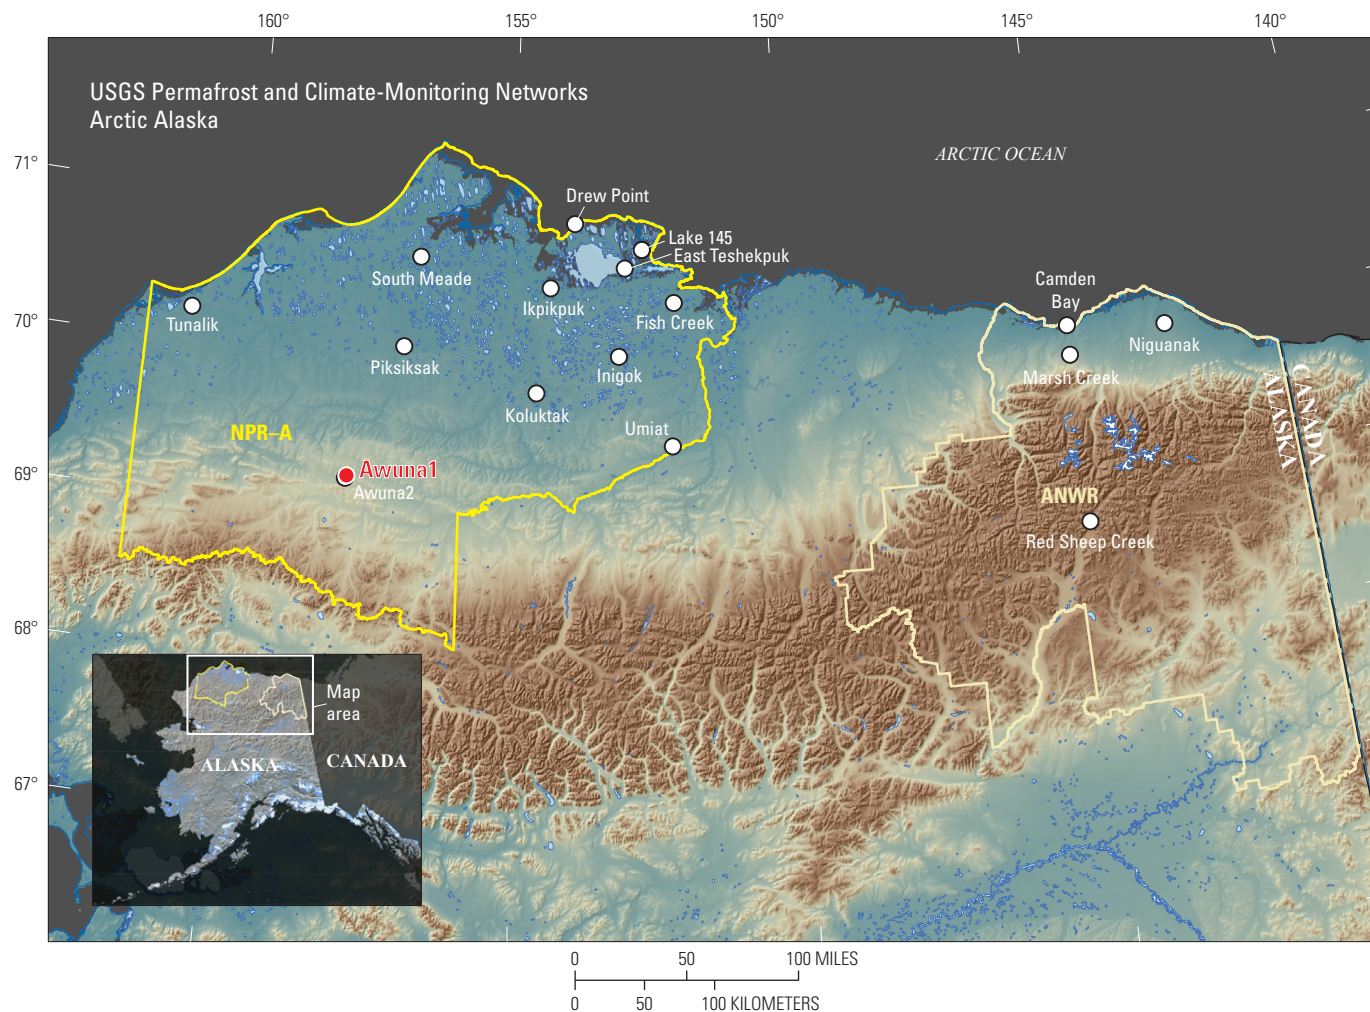 160°
155°
150°
145°
140°
USGS Permafrost and Climate-Monitoring Networks
Arctic Alaska
71°
70°
69°
68°
67°
ARCTIC OCEAN
Drew Point
Lake 145
East Teshekpuk
South Meade
Ikpikpuk
Fish Creek
Tunalik
Piksiksak
Inigok
Koluktak
Umiat
NPR–A
Awuna1
Awuna2
Camden
Bay
Niguanak
Marsh Creek
CANADA
ALASKA
ANWR
Red Sheep Creek
Map
area
ALASKA
CANADA
0
50
100 MILES
0
50
100 KILOMETERS